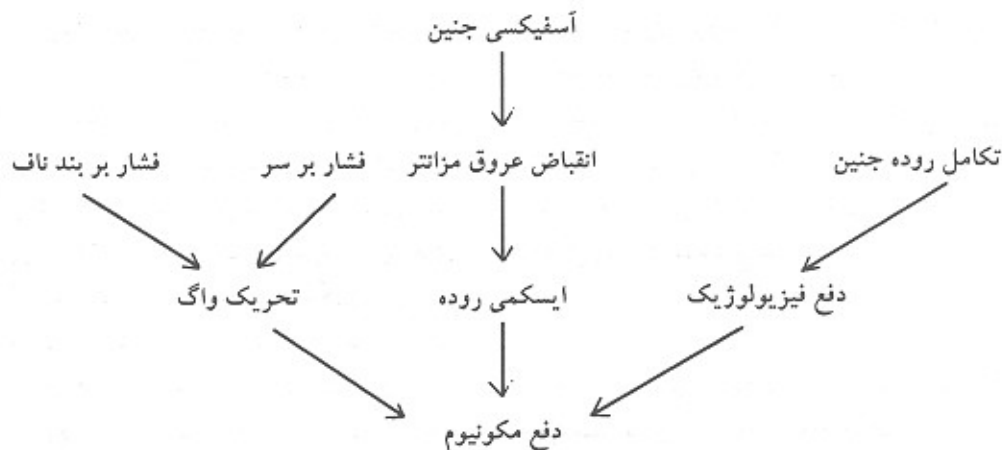 آسفیکسی جنین
تکامل روده جنین
انقباض عروق مزانتر
فشار بر سر
فشار بر بند ناف
دفع فیزیولوژیک
ایسکمی روده
تحریک واگ
دفع مکونیوم